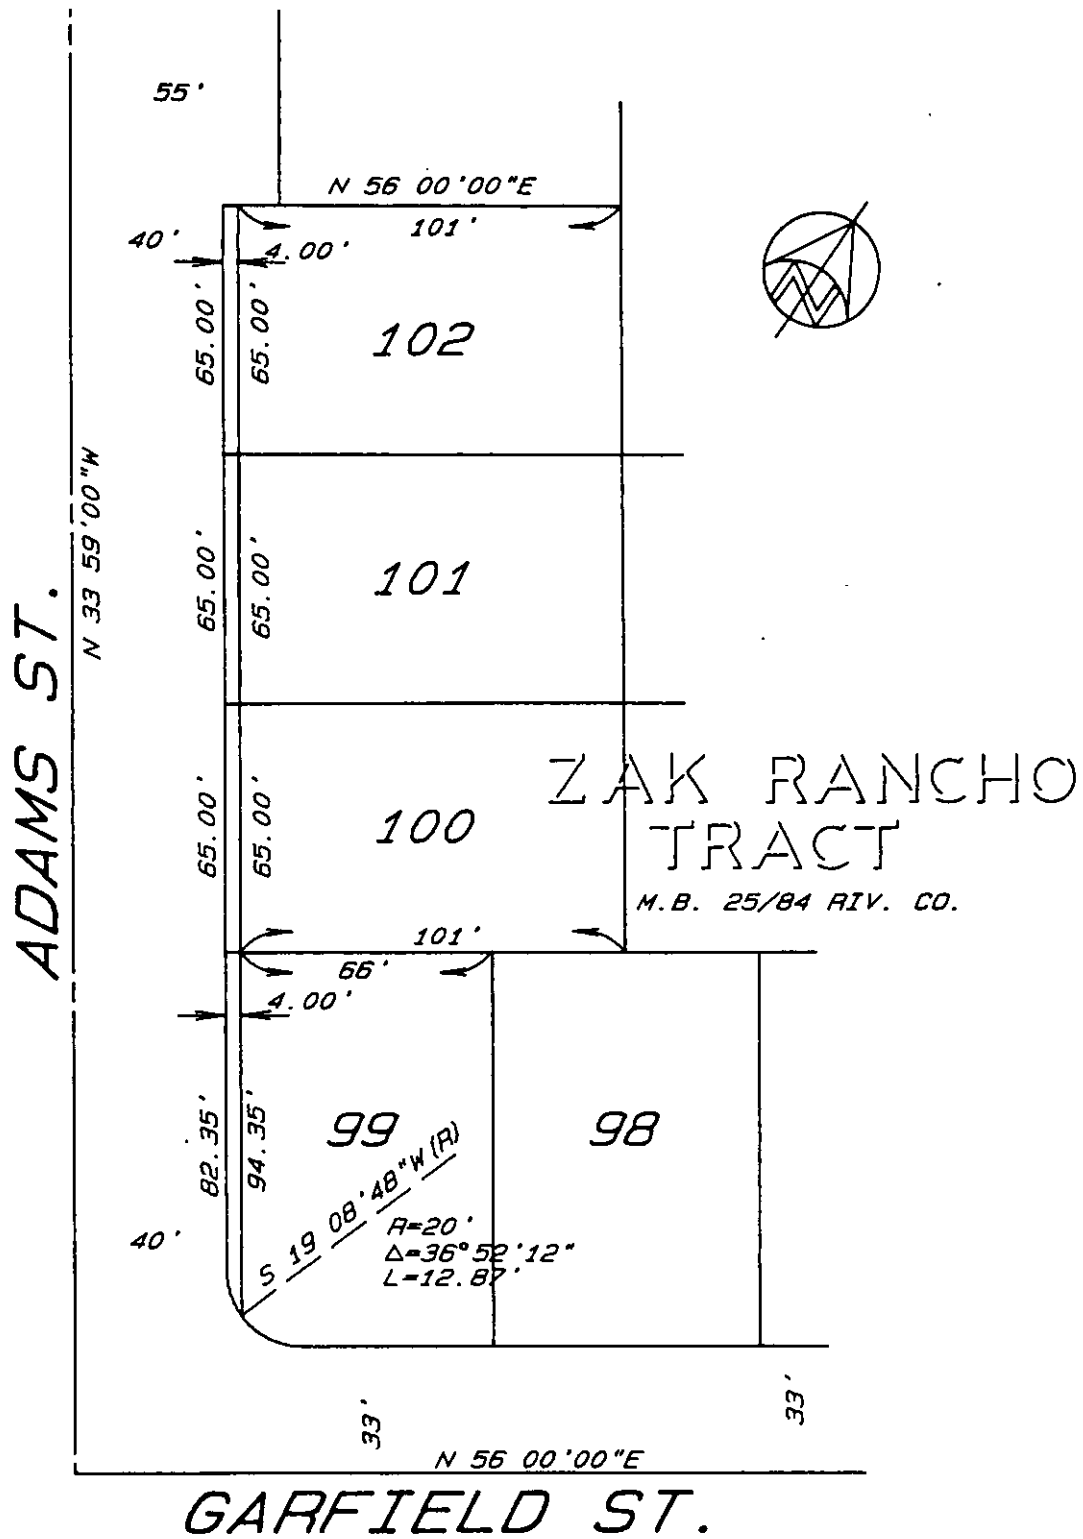 55'
N 56 00'00"E
101'
40'
4.00'
65.00'
65.00'
102
N
N 33 59'00"W
65.00'
65.00'
101
ADAMS ST.
65.00'
65.00'
100
ZAK RANCHO
TRACT
M.B. 25/84 RIV. CO.
101'
66'
4.00'
82.35'
94.35'
99
98
S 19 08'48"W (R)
R=20'
Δ=36°52'12"
L=12.87'
40'
33'
33'
N 56 00'00"E
GARFIELD ST.